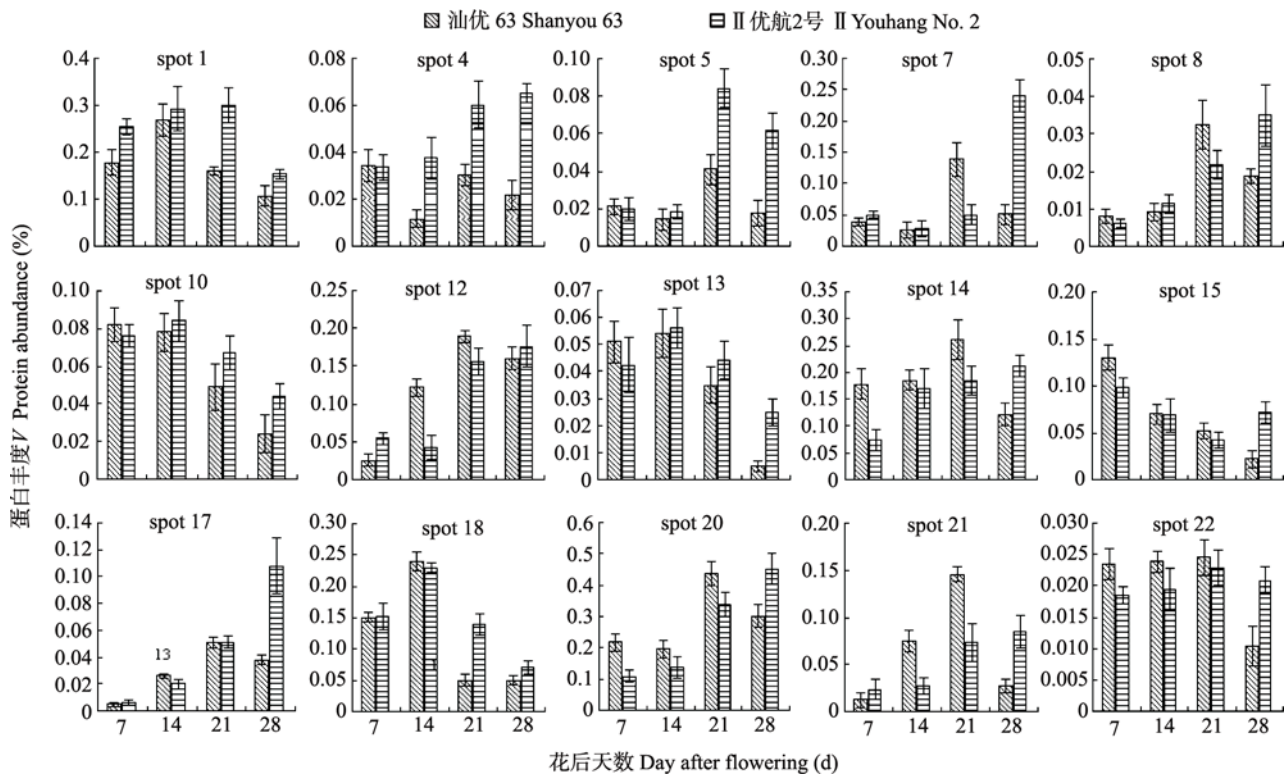 汕优 63 Shanyou 63 Ⅱ优航2号 Ⅱ Youhang No. 2
spot 1 spot 4 spot 5 spot 7 spot 8
0.4 0.08 0.10 0.30 0.05
0.3 0.06 0.08 0.25 0.04
0.2 0.04 0.06 0.20 0.03
0.1 0.02 0.04 0.15 0.02
0 0 0.02 0.10 0.01
0 0.05 0
0
spot 10 spot 12 spot 13 spot 14 spot 15
0.10 0.25 0.07 0.35 0.20
0.08 0.20 0.06 0.30 0.15
0.06 0.15 0.05 0.25 0.10
0.04 0.10 0.04 0.20 0.05
0.02 0.05 0.03 0.15 0
0 0 0.02 0.10
0.01 0.05
0 0
spot 17 spot 18 spot 20 spot 21 spot 22
0.14 0.30 0.6 0.20 0.030
0.12 0.25 0.5 0.15 0.025
0.10 0.20 0.4 0.10 0.020
0.08 0.15 0.3 0.05 0.015
0.06 0.10 0.2 0 0.010
0.04 0.05 0.1 0.005
0.02 0 0 0.000
0
13
7 14 21 28 7 14 21 28 7 14 21 28 7 14 21 28 7 14 21 28
蛋白丰度V Protein abundance (%)
花后天数 Day after flowering (d)